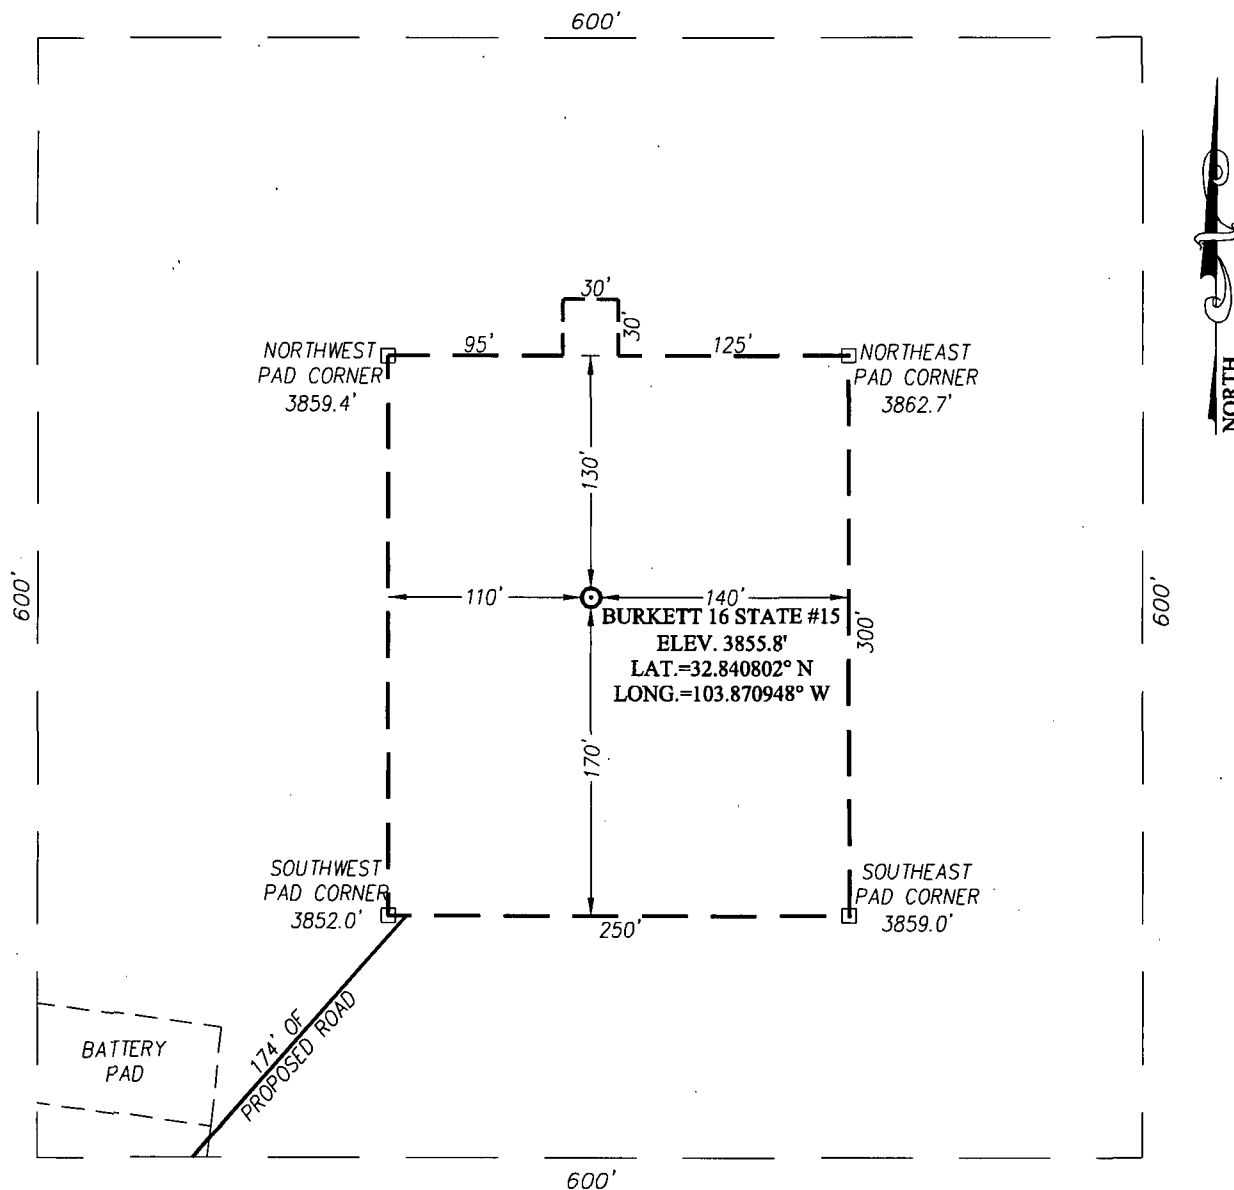 600'
30'
30'
95'
125'
NORTHWEST
PAD CORNER
3859.4'
NORTHEAST
PAD CORNER
3862.7'
NORTH
130'
600'
110'
140'
600'
BURKETT 16 STATE #15
ELEV. 3855.8'
LAT.=32.840802° N
LONG.=103.870948° W
300'
170'
SOUTHWEST
PAD CORNER
3852.0'
SOUTHEAST
PAD CORNER
3859.0'
250'
174' OF
PROPOSED ROAD
BATTERY
PAD
600'